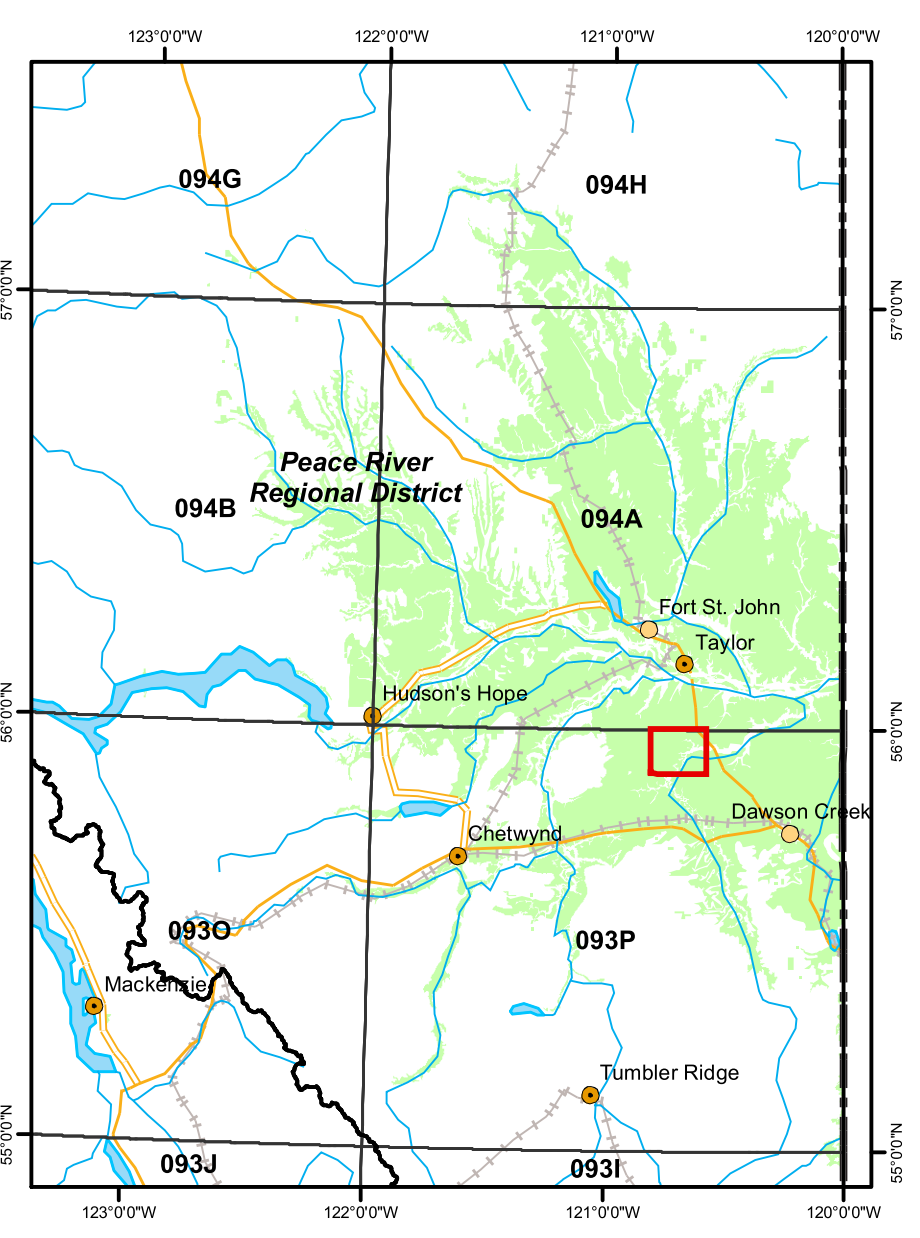 123°0'0"W
122°0'0"W
121°0'0"W
120°0'0"W
094G
094H
57°0'0"N
57°0'0"N
Peace River
Regional District
094B
094A
Fort St. John
Taylor
Hudson's Hope
56°0'0"N
56°0'0"N
Dawson Creek
Chetwynd
093O
093P
Mackenzie
Tumbler Ridge
55°0'0"N
55°0'0"N
093J
093I
123°0'0"W
122°0'0"W
121°0'0"W
120°0'0"W